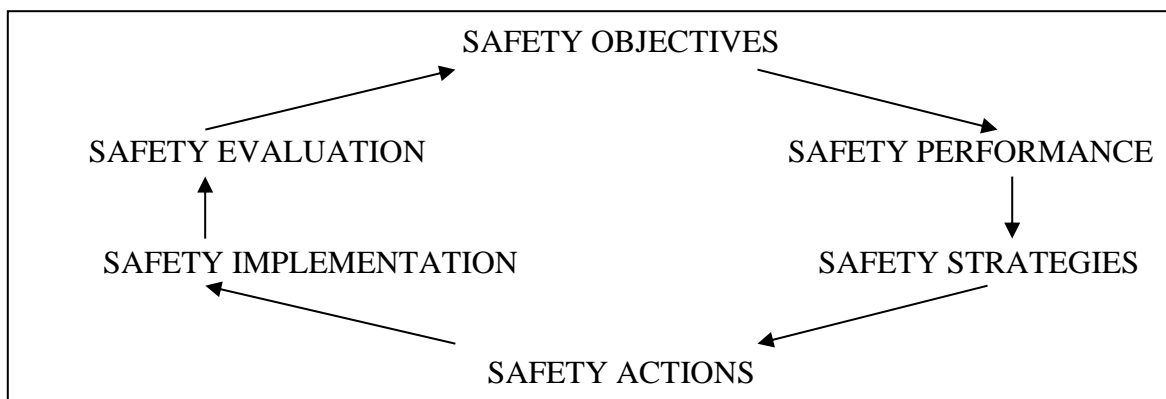 SAFETY OBJECTIVES
SAFETY EVALUATION
SAFETY PERFORMANCE
SAFETY IMPLEMENTATION
SAFETY STRATEGIES
SAFETY ACTIONS